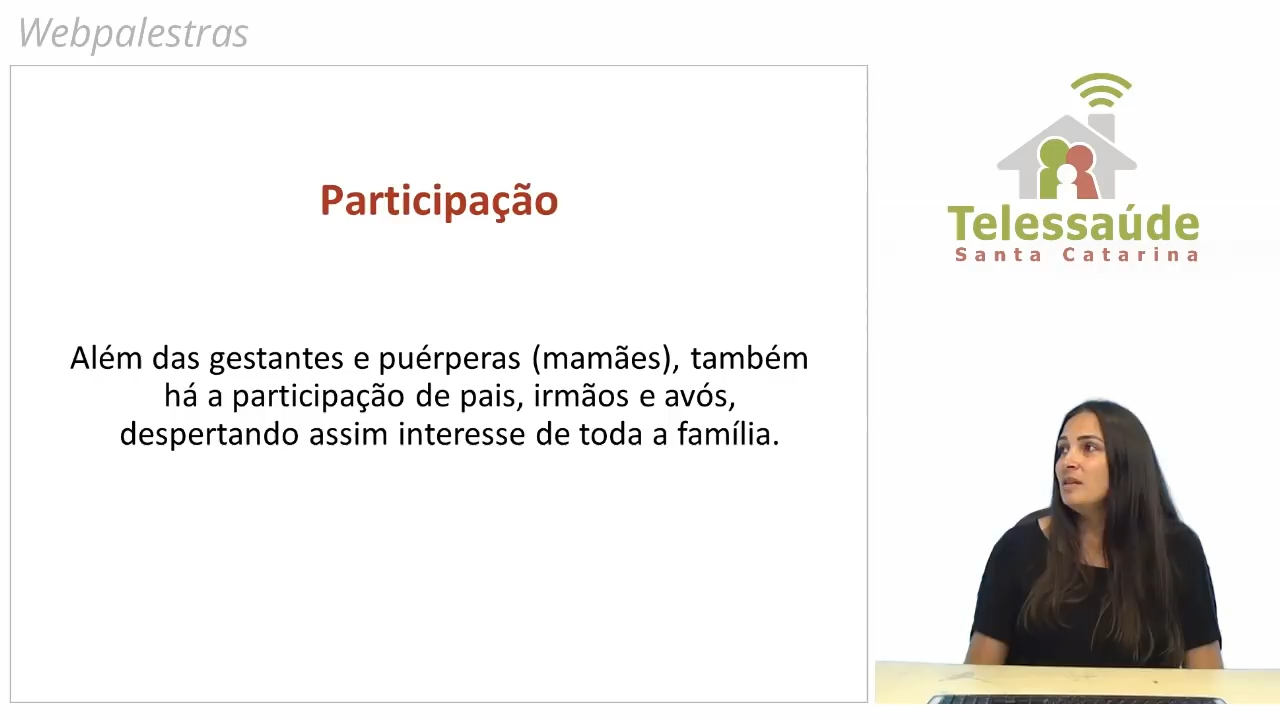 Webpalestras
Participação
Além das gestantes e puérperas (mamães), também
há a participação de pais, irmãos e avós,
despertando assim interesse de toda a família.
Telessaúde
Santa Catarina